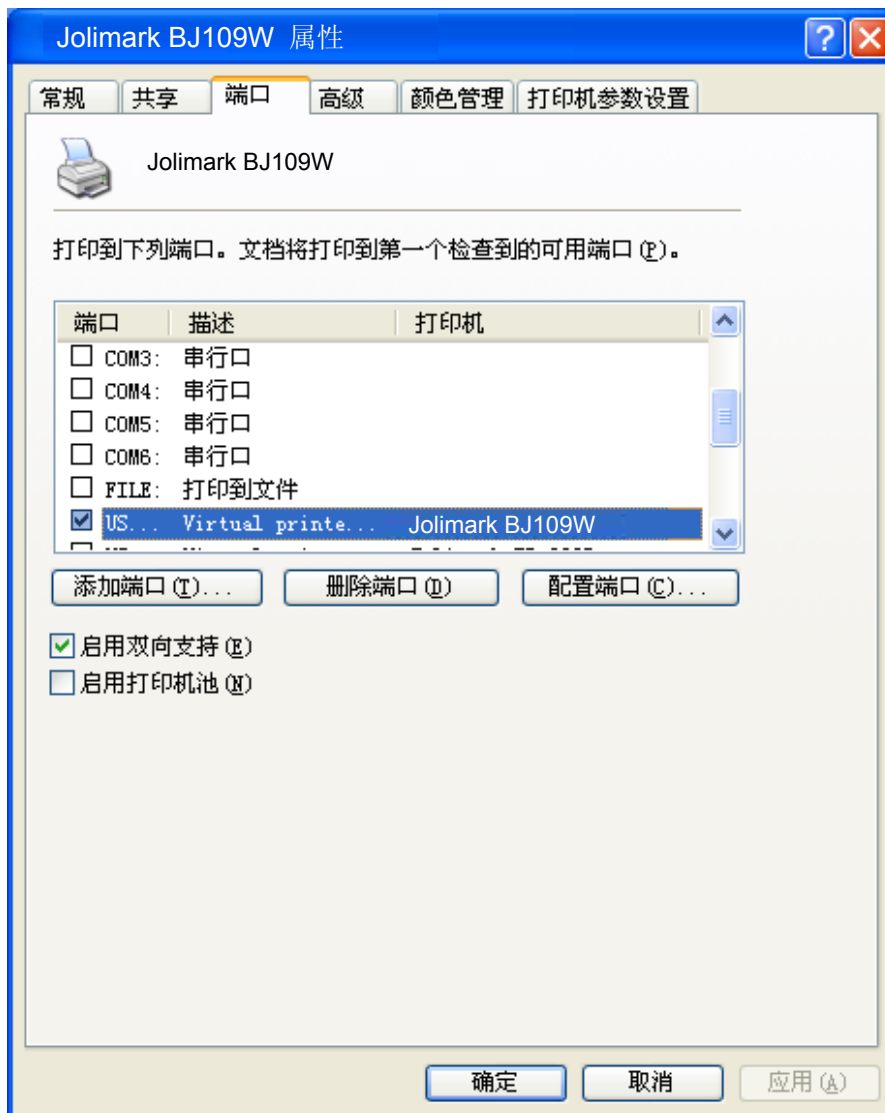 Jolimark BJ109W 属性
常规 共享 端口 高级 颜色管理 打印机参数设置
Jolimark BJ109W
打印到下列端口。文档将打印到第一个检查到的可用端口(P)。
端口 描述 打印机
COM3: 串行口
COM4: 串行口
COM5: 串行口
COM6: 串行口
FILE: 打印到文件
US... Virtual printe... Jolimark BJ109W
添加端口(T)... 删除端口(D) 配置端口(C)...
启用双向支持(E)
启用打印机池(N)
确定 取消 应用(A)